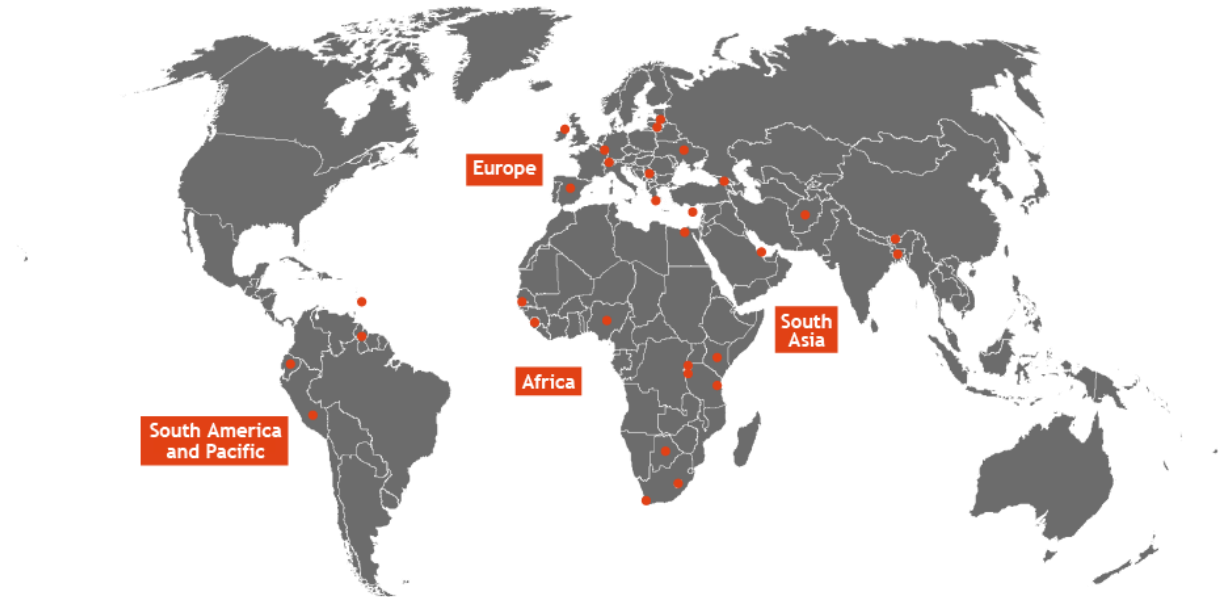 Europe
South
Asia
Africa
South America
and Pacific